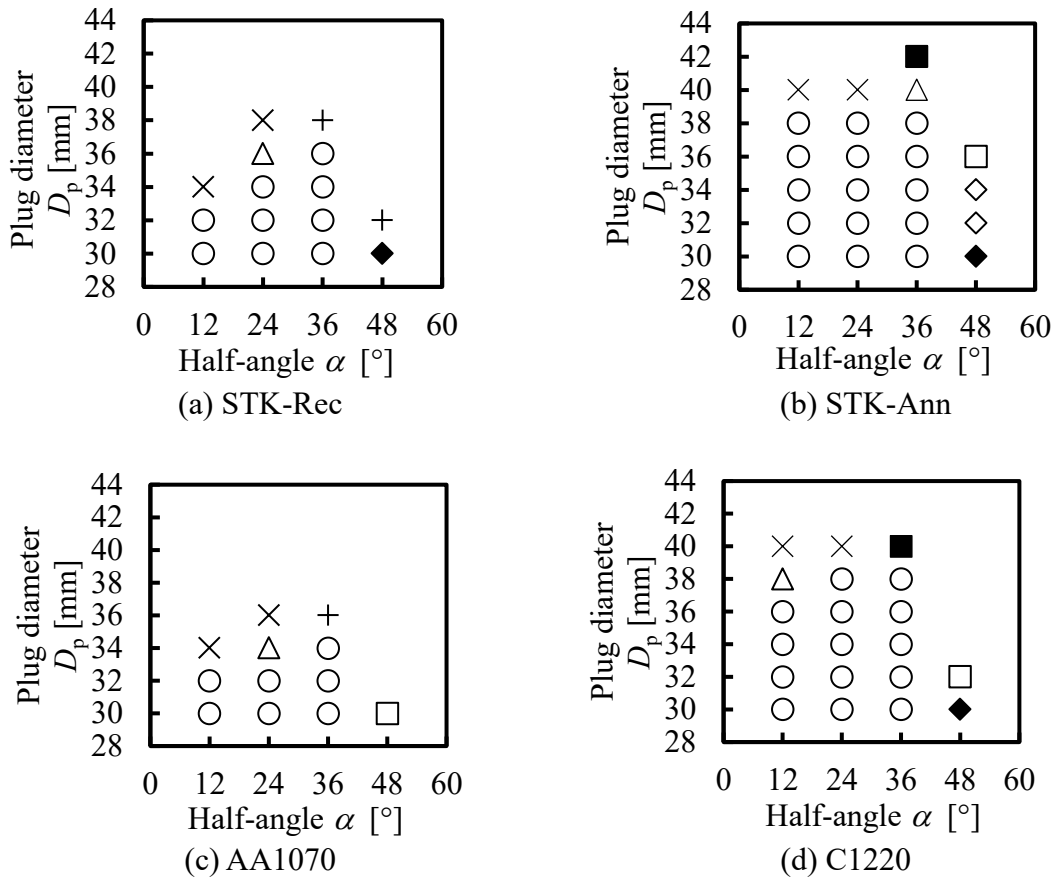 44
42
40
38
36
34
32
30
28
Plug diameter
Dp [mm]
0 12 24 36 48 60
Half-angle α [°]
(a) STK-Rec
44
42
40
38
36
34
32
30
28
Plug diameter
Dp [mm]
0 12 24 36 48 60
Half-angle α [°]
(b) STK-Ann
44
42
40
38
36
34
32
30
28
Plug diameter
Dp [mm]
0 12 24 36 48 60
Half-angle α [°]
(c) AA1070
44
42
40
38
36
34
32
30
28
Plug diameter
Dp [mm]
0 12 24 36 48 60
Half-angle α [°]
(d) C1220